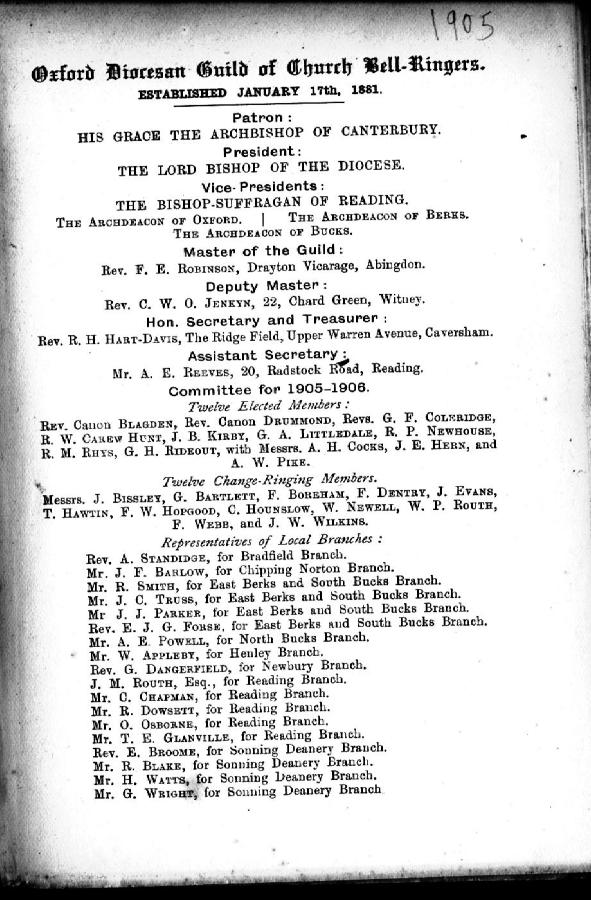 1905
Oxford Diocesan Guild of Church Bell-Ringers.
ESTABLISHED JANUARY 17th, 1881.
Patron :
HIS GRACE THE ARCHBISHOP OF CANTERBURY.
President :
THE LORD BISHOP OF THE DIOCESE.
Vice-Presidents :
THE BISHOP-SUFFRAGAN OF READING.
THE ARCHDEACON OF OXFORD. | THE ARCHDEACON OF BERKS.
THE ARCHDEACON OF BUCKS.
Master of the Guild :
Rev. F. E. ROBINSON, Drayton Vicarage, Abingdon.
Deputy Master :
Rev. C. W. O. JENKYN, 22, Chard Green, Witney.
Hon. Secretary and Treasurer :
Rev. R. H. HART-DAVIS, The Ridge Field, Upper Warren Avenue, Caversham.
Assistant Secretary :
Mr. A. E. REEVES, 20, Radstock Road, Reading.
Committee for 1905-1906.
Twelve Elected Members :
REV. Canon BLAGDEN, Rev. Canon DRUMMOND, Revs. G. F. COLERIDGE,
R. W. CAREW HUNT, J. B. KIRBY, G. A. LITTLEDALE, R. P. NEWHOUSE,
R. M. RHYS, G. H. RIDEOUT, with Messrs. A. H. COCKS, J. E. HERN, and
A. W. PIKE.
Twelve Change-Ringing Members.
Messrs. J. BISSLEY, G. BARTLETT, F. BOREHAM, F. DENTRY, J. EVANS,
T. HAWTIN, F. W. HOPGOOD, C. HOUNSLOW, W. NEWELL, W. P. ROUTH,
F. WEBB, and J. W. WILKINS.
Representatives of Local Branches :
Rev. A. STANDIDGE, for Bradfield Branch.
Mr. J. F. BARLOW, for Chipping Norton Branch.
Mr. R. SMITH, for East Berks and South Bucks Branch.
Mr. J. C. TRUSS, for East Berks and South Bucks Branch.
Mr J. J. PARKER, for East Berks and South Bucks Branch.
Rev. E. J. G. FORSE, for East Berks and South Bucks Branch.
Mr. A. E. POWELL, for North Bucks Branch.
Mr. W. APPLEBY, for Henley Branch.
Rev. G. DANGERFIELD, for Newbury Branch.
J. M. ROUTH, Esq., for Reading Branch.
Mr. C. CHAPMAN, for Reading Branch.
Mr. R. DOWSETT, for Reading Branch.
Mr. O. OSBORNE, for Reading Branch.
Mr. T. E. GLANVILLE, for Reading Branch.
Rev. E. BROOME, for Sonning Deanery Branch.
Mr. R. BLAKE, for Sonning Deanery Branch.
Mr. H. WATTS, for Sonning Deanery Branch.
Mr. G. WRIGHT, for Sonning Deanery Branch